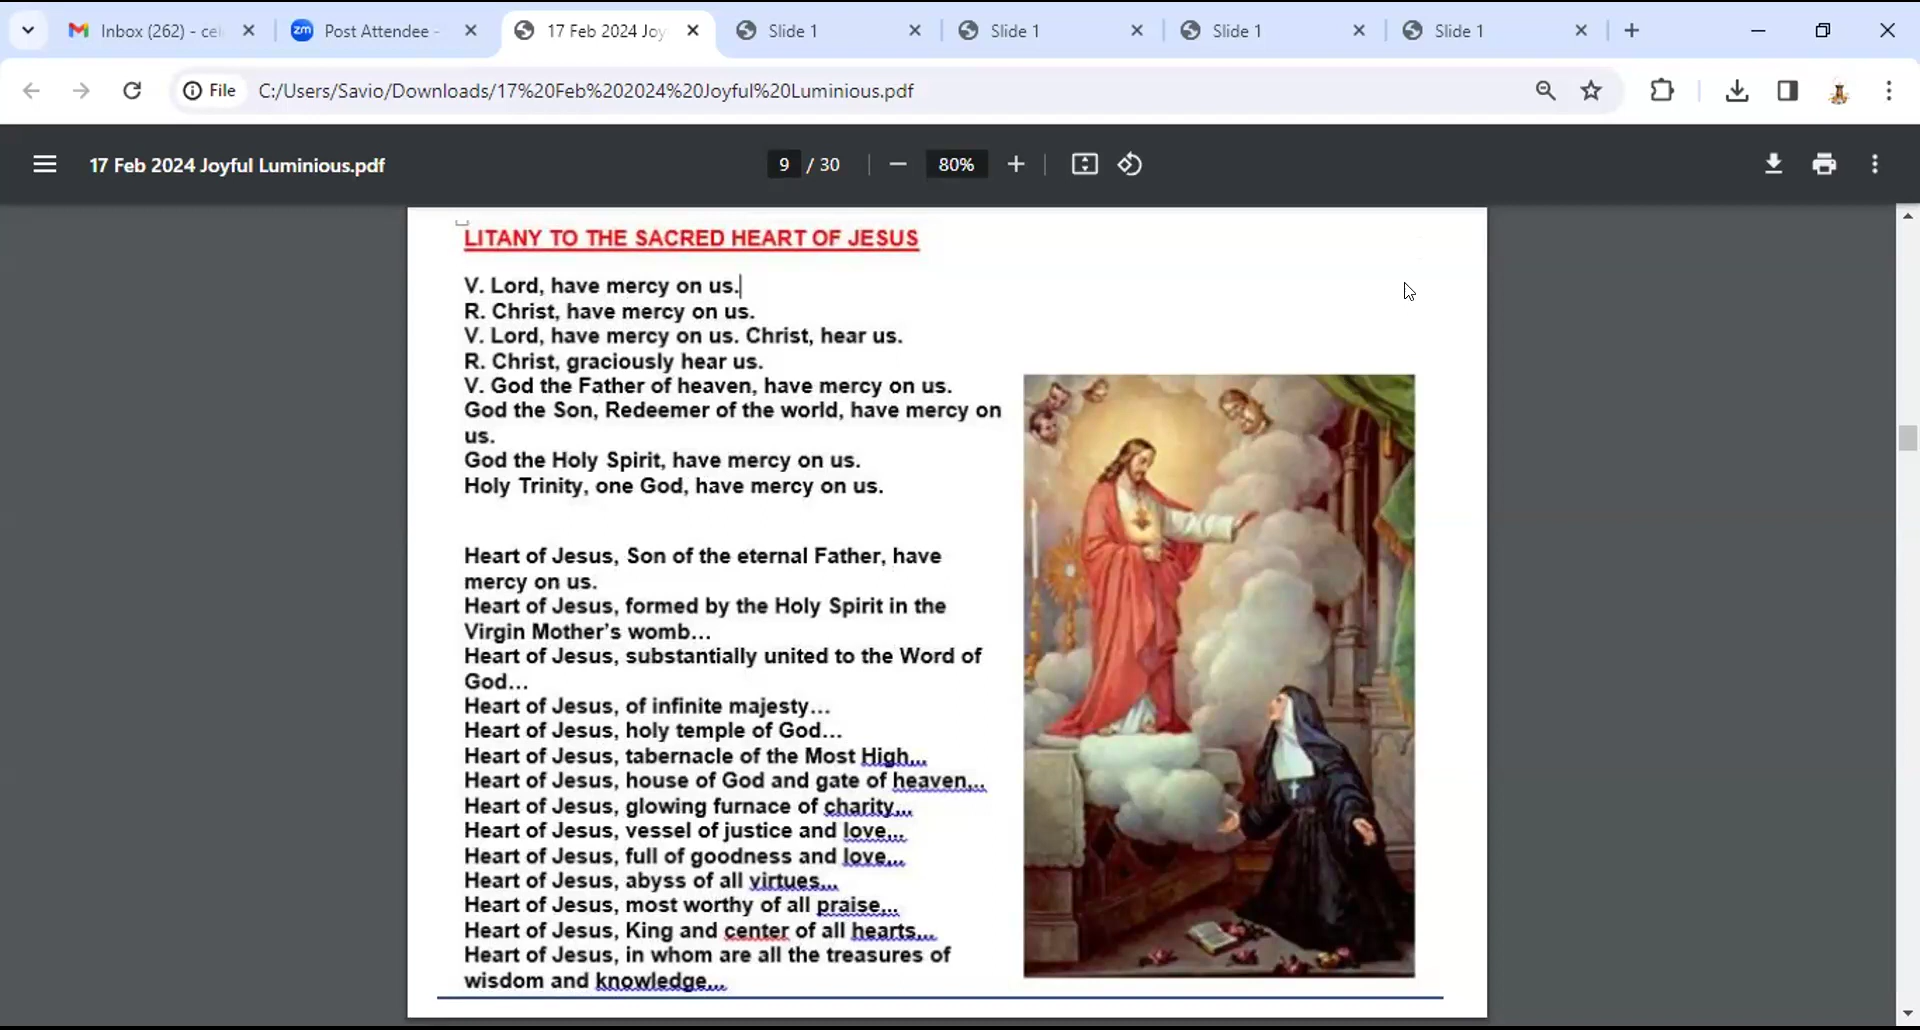 Inbox (262) - cel
Post Attendee -
17 Feb 2024 Joy
Slide 1
Slide 1
Slide 1
Slide 1
File
C:/Users/Savio/Downloads/17%20Feb%202024%20Joyful%20Luminious.pdf
17 Feb 2024 Joyful Luminious.pdf
9 / 30
80%
LITANY TO THE SACRED HEART OF JESUS
V. Lord, have mercy on us.
R. Christ, have mercy on us.
V. Lord, have mercy on us. Christ, hear us.
R. Christ, graciously hear us.
V. God the Father of heaven, have mercy on us.
God the Son, Redeemer of the world, have mercy on
us.
God the Holy Spirit, have mercy on us.
Holy Trinity, one God, have mercy on us.
Heart of Jesus, Son of the eternal Father, have
mercy on us.
Heart of Jesus, formed by the Holy Spirit in the
Virgin Mother’s womb…
Heart of Jesus, substantially united to the Word of
God…
Heart of Jesus, of infinite majesty…
Heart of Jesus, holy temple of God…
Heart of Jesus, tabernacle of the Most High…
Heart of Jesus, house of God and gate of heaven…
Heart of Jesus, glowing furnace of charity…
Heart of Jesus, vessel of justice and love…
Heart of Jesus, full of goodness and love…
Heart of Jesus, abyss of all virtues…
Heart of Jesus, most worthy of all praise…
Heart of Jesus, King and center of all hearts…
Heart of Jesus, in whom are all the treasures of
wisdom and knowledge…